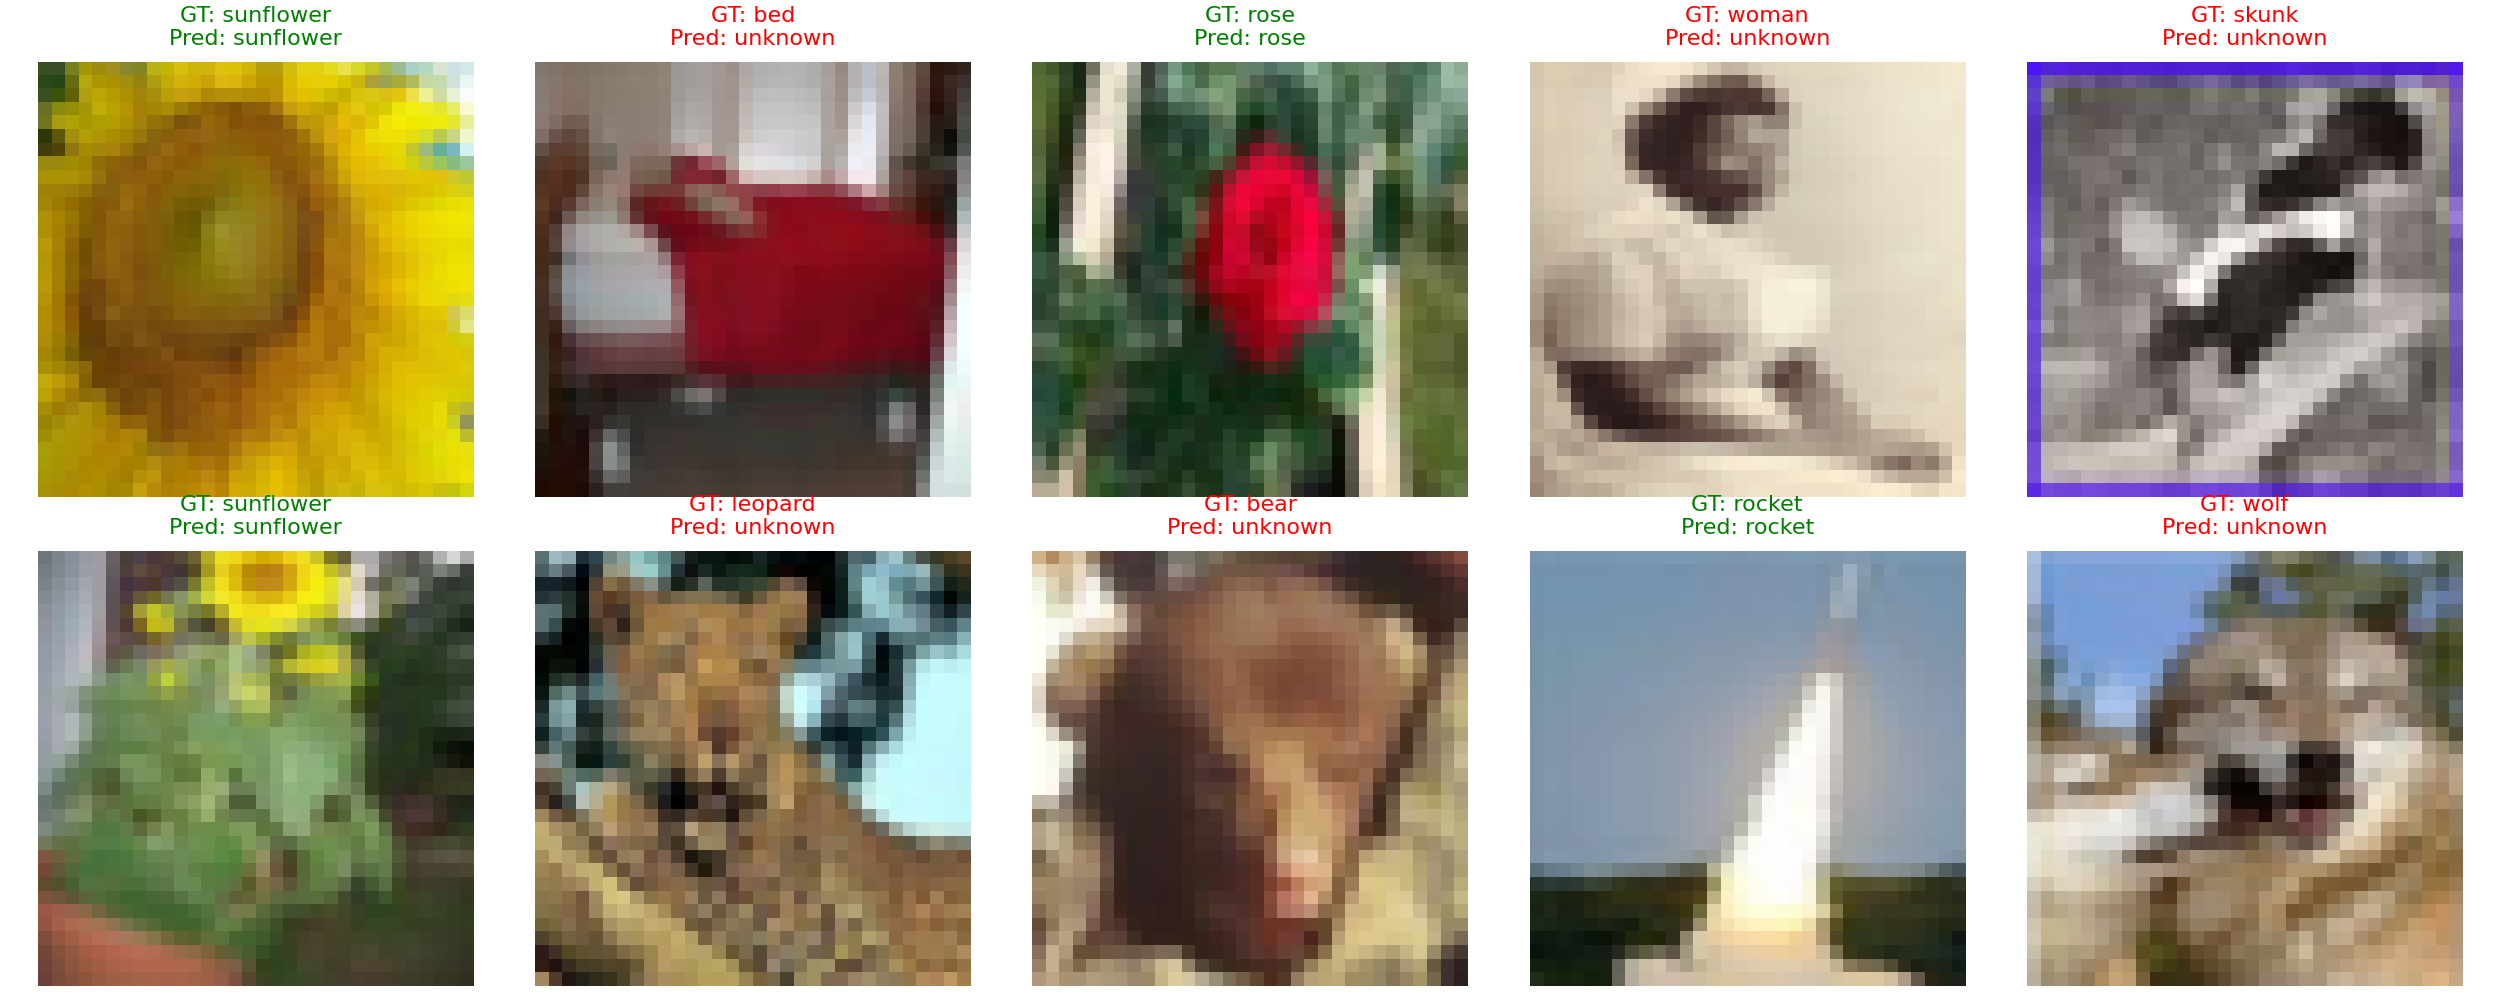 GT: sunflower
Pred: sunflower
GT: bed
Pred: unknown
GT: rose
Pred: rose
GT: woman
Pred: unknown
GT: skunk
Pred: unknown
GT: sunflower
Pred: sunflower
GT: leopard
Pred: unknown
GT: bear
Pred: unknown
GT: rocket
Pred: rocket
GT: wolf
Pred: unknown